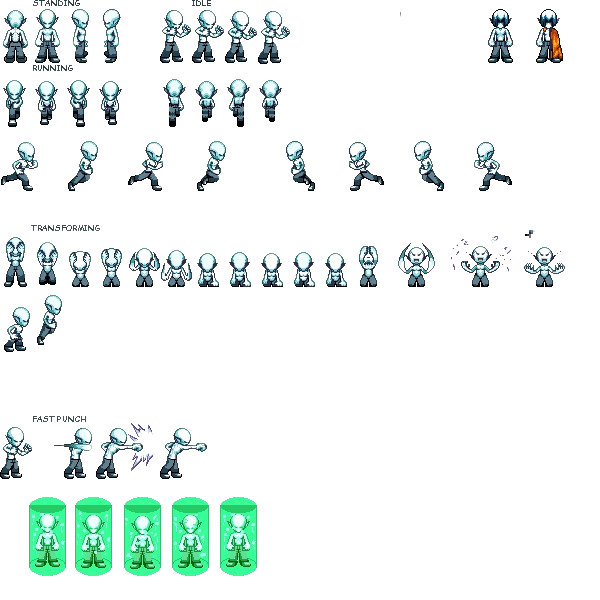 STANDING
IDLE
RUNNING
TRANSFORMING
FAST PUNCH